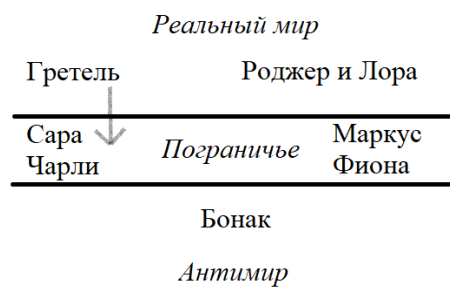 Реальный мир
Гретель Роджер и Лора
Сара
Чарли
Пограничье
Маркус
Фиона
Бонак
Антимир